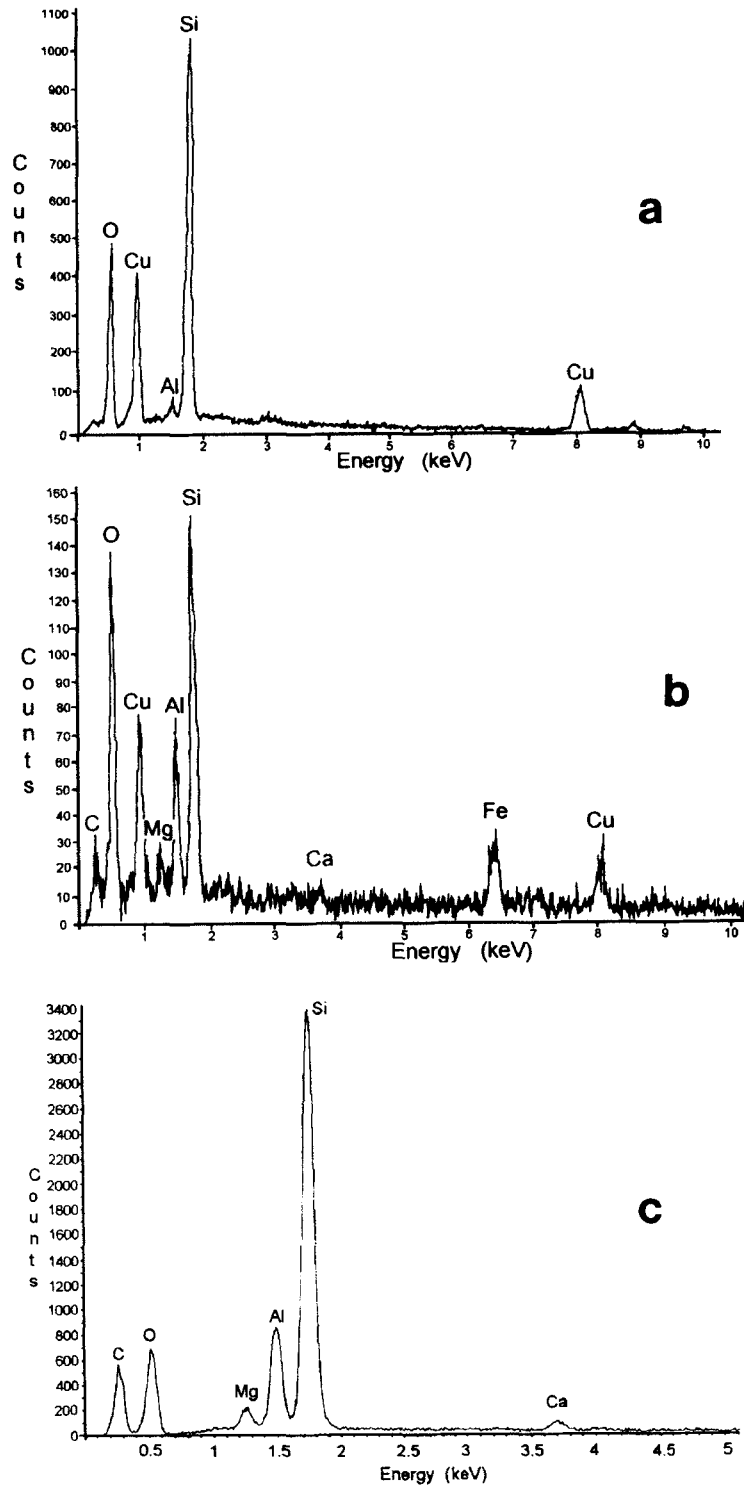 1100
1000
900
800
700
600
500
400
300
200
100
0
Counts
O
Cu
Al
Si
Cu
a
1 2 3 4 5 6 7 8 9 10
Energy (keV)
160
150
140
130
120
110
100
90
80
70
60
50
40
30
20
10
0
Counts
C
O
Cu
Mg
Al
Si
Ca
Fe
Cu
b
1 2 3 4 5 6 7 8 9 10
Energy (keV)
3400
3200
3000
2800
2600
2400
2200
2000
1800
1600
1400
1200
1000
800
600
400
200
0
Counts
C
O
Mg
Al
Si
Ca
c
0.5 1 1.5 2 2.5 3 3.5 4 4.5 5
Energy (keV)